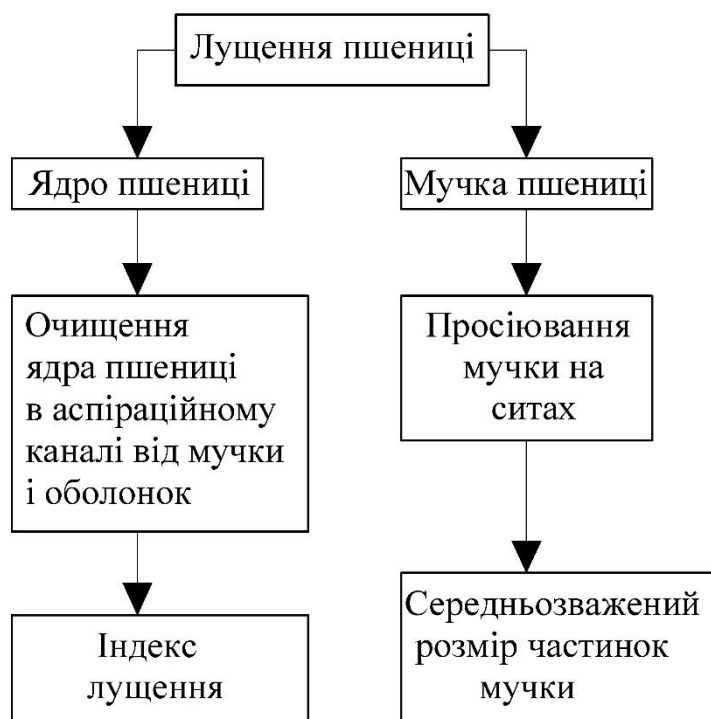 Лущення пшениці
Ядро пшениці
Мучка пшениці
Очищення
ядра пшениці
в аспіраційному
каналі від мучки
і оболонок
Просіювання
мучки на
ситах
Індекс
лущення
Середньозважений
розмір частинок
мучки